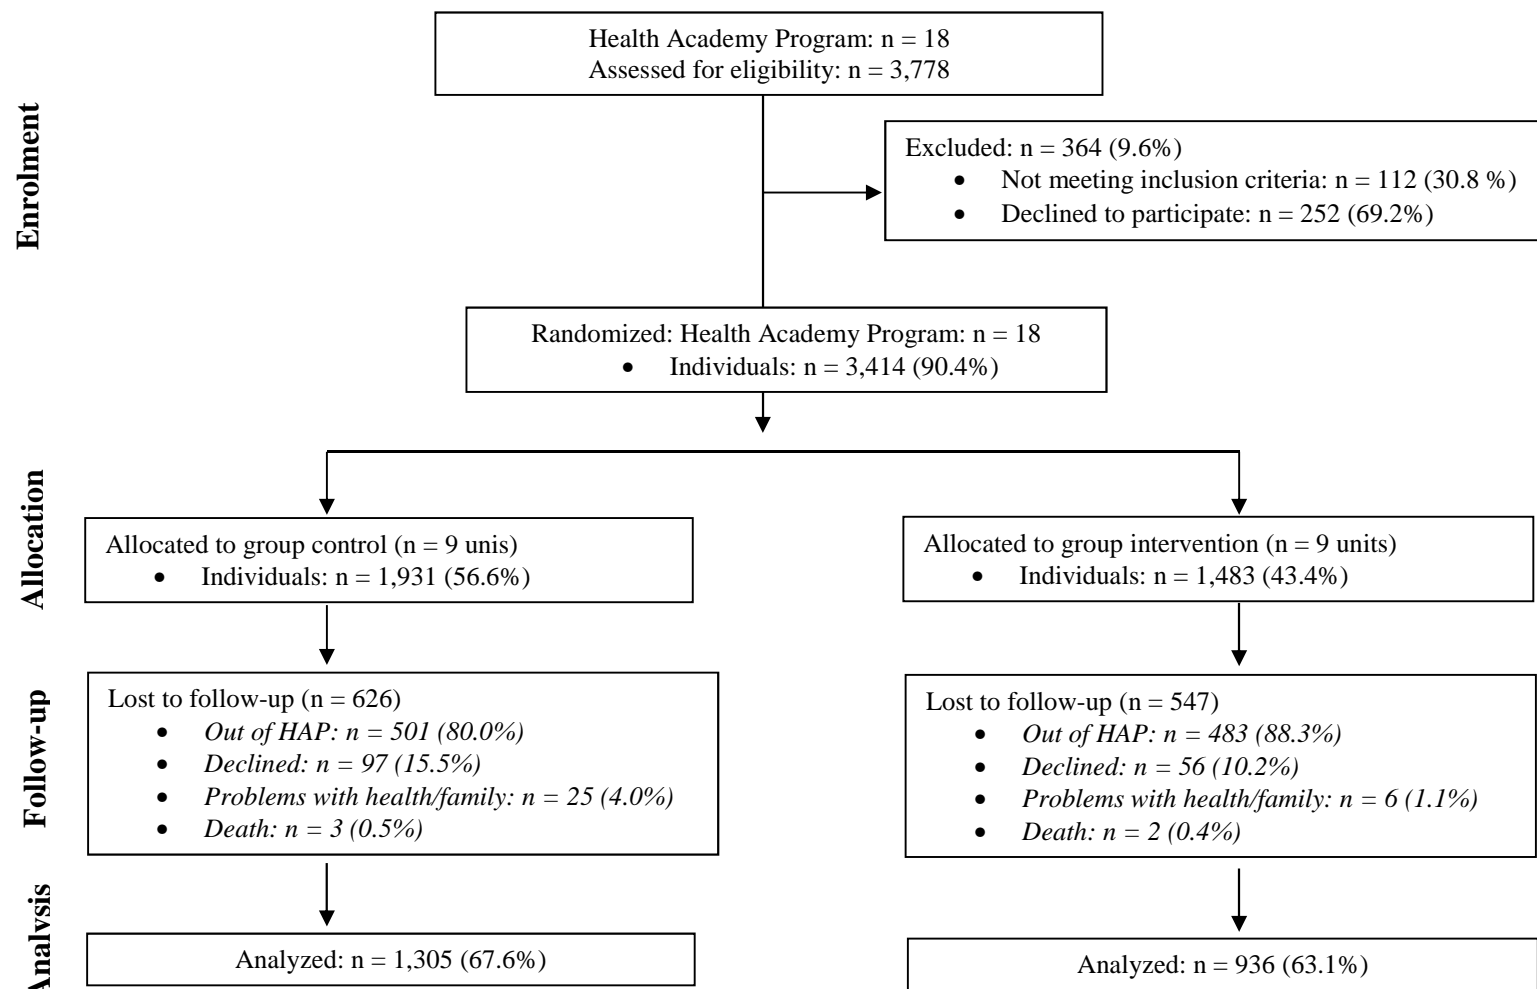 Health Academy Program: n = 18
Assessed for eligibility: n = 3,778
Enrolment
Excluded: n = 364 (9.6%)
• Not meeting inclusion criteria: n = 112 (30.8 %)
• Declined to participate: n = 252 (69.2%)
Randomized: Health Academy Program: n = 18
• Individuals: n = 3,414 (90.4%)
Allocation
Allocated to group control (n = 9 unis)
• Individuals: n = 1,931 (56.6%)
Allocated to group intervention (n = 9 units)
• Individuals: n = 1,483 (43.4%)
Follow-up
Lost to follow-up (n = 626)
• Out of HAP: n = 501 (80.0%)
• Declined: n = 97 (15.5%)
• Problems with health/family: n = 25 (4.0%)
• Death: n = 3 (0.5%)
Lost to follow-up (n = 547)
• Out of HAP: n = 483 (88.3%)
• Declined: n = 56 (10.2%)
• Problems with health/family: n = 6 (1.1%)
• Death: n = 2 (0.4%)
Analysis
Analyzed: n = 1,305 (67.6%)
Analyzed: n = 936 (63.1%)